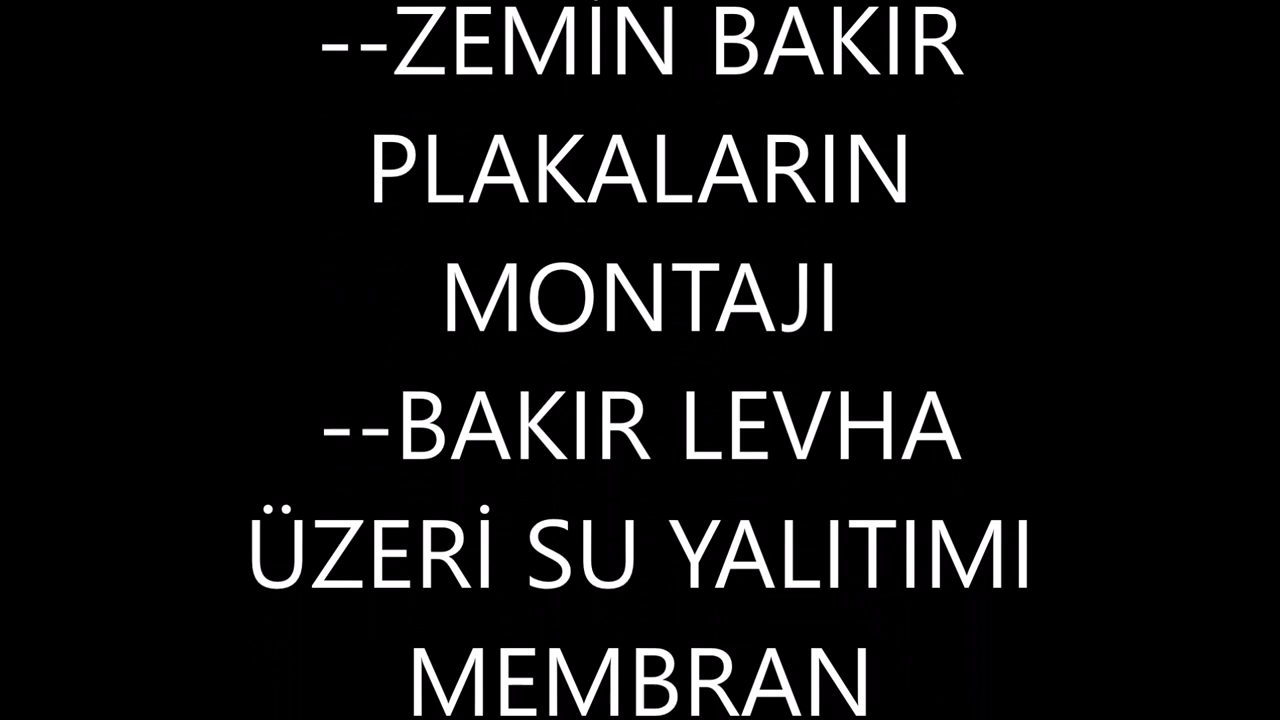 --ZEMİN BAKIR
PLAKALARIN
MONTAJI
--BAKIR LEVHA
ÜZERİ SU YALITIMI
MEMBRAN